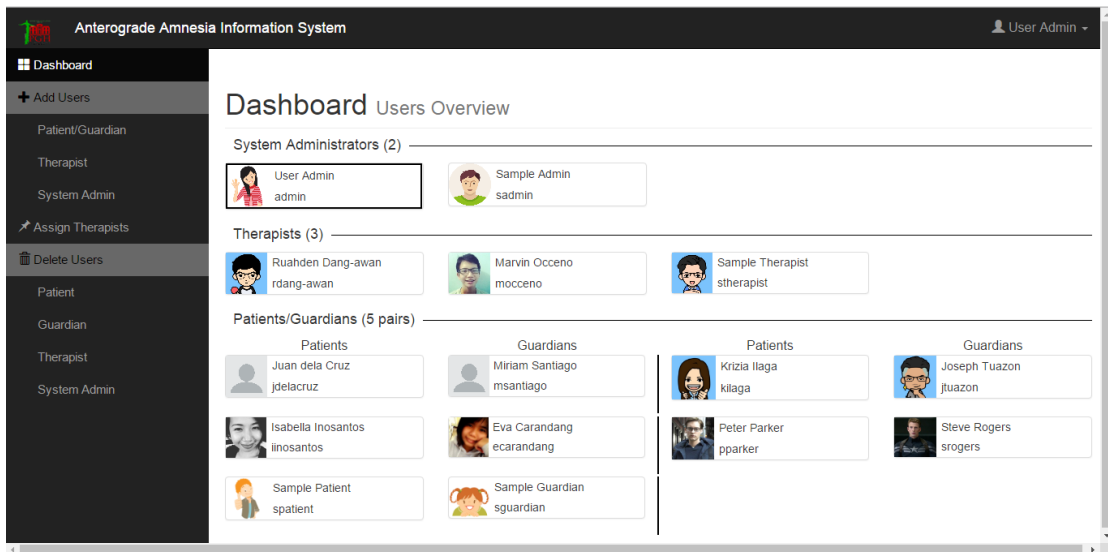 Anterograde Amnesia Information System
User Admin
Dashboard
Add Users
Patient/Guardian
Therapist
System Admin
Assign Therapists
Delete Users
Patient
Guardian
Therapist
System Admin
Dashboard Users Overview
System Administrators (2)
User Admin
admin
Sample Admin
sadmin
Therapists (3)
Ruahden Dang-awan
rdang-awan
Marvin Occeno
mocceno
Sample Therapist
stherapist
Patients/Guardians (5 pairs)
Patients
Guardians
Patients
Guardians
Juan dela Cruz
jdelacruz
Miriam Santiago
msantiago
Krizia Ilaga
kilaga
Joseph Tuazon
jtuazon
Isabella Inosantos
iinosantos
Eva Carandang
ecarandang
Peter Parker
pparker
Steve Rogers
srogers
Sample Patient
spatient
Sample Guardian
sguardian